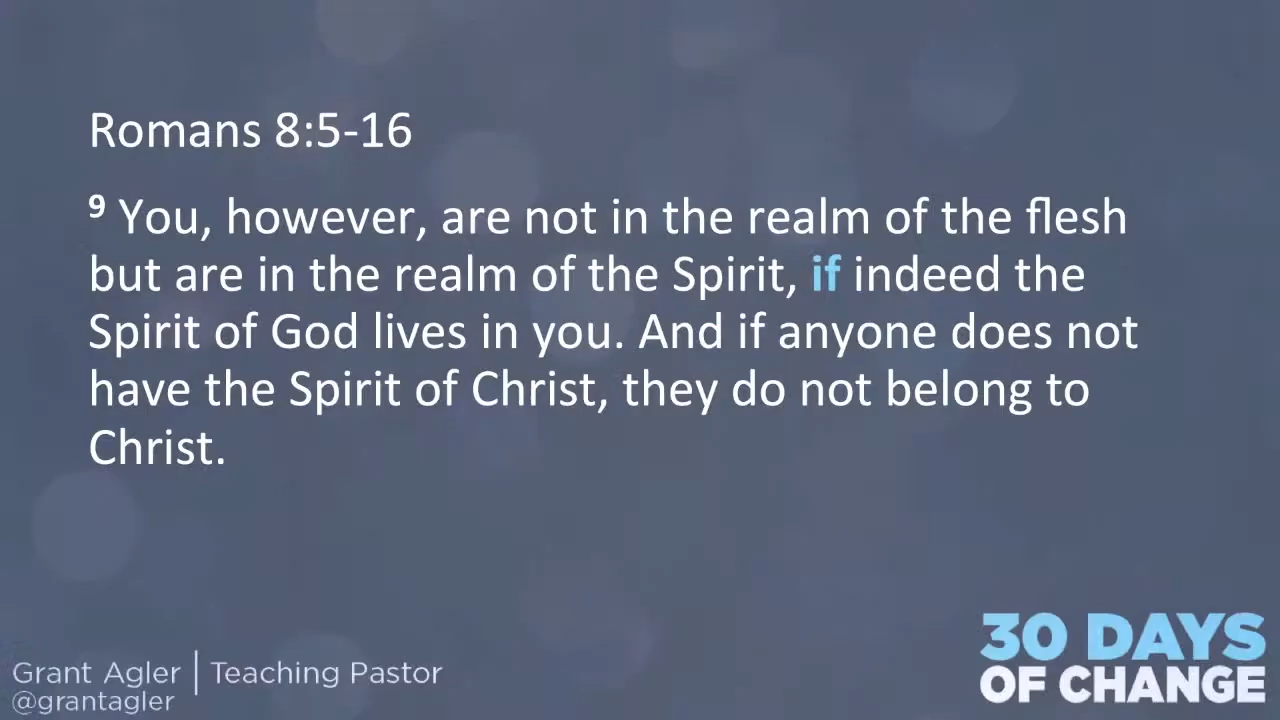 Romans 8:5-16
9 You, however, are not in the realm of the flesh
but are in the realm of the Spirit, if indeed the
Spirit of God lives in you. And if anyone does not
have the Spirit of Christ, they do not belong to
Christ.
Grant Agler | Teaching Pastor
@grantagler
30 DAYS
OF CHANGE